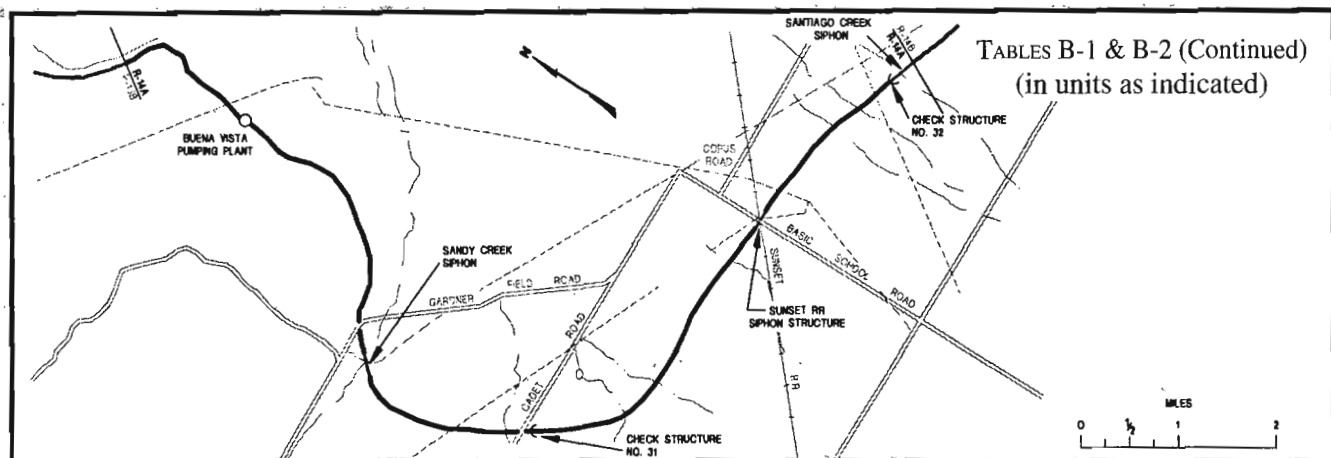 TABLES B-1 & B-2 (Continued)
(in units as indicated)
SANTIAGO CREEK
SIPHON
R-14B
R-14A
CHECK STRUCTURE
NO. 32
N
R-14A
BUENA VISTA
PUMPING PLANT
COPUS
ROAD
SANDY CREEK
SIPHON
GARDNER FIELD ROAD
SUNSET
RR
BASIC SCHOOL ROAD
SUNSET RR
SIPHON STRUCTURE
CADET ROAD
CHECK STRUCTURE
NO. 31
MILES
0 ½ 1 2